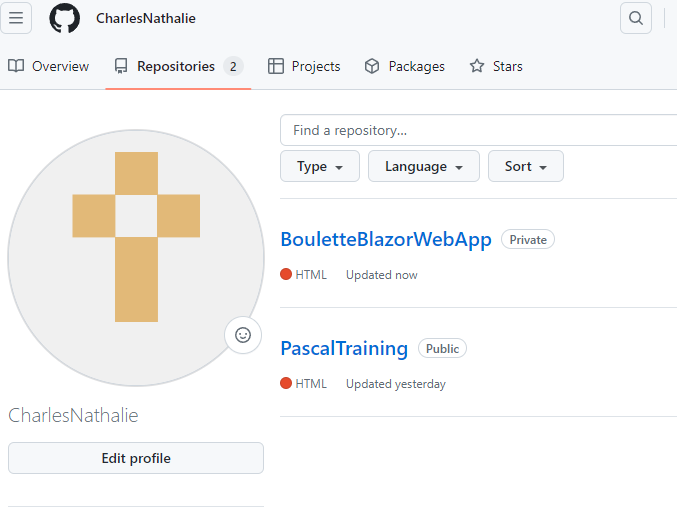 CharlesNathalie
Overview
Repositories 2
Projects
Packages
Stars
Find a repository...
Type
Language
Sort
BouletteBlazorWebApp Private
HTML Updated now
PascalTraining Public
HTML Updated yesterday
CharlesNathalie
Edit profile